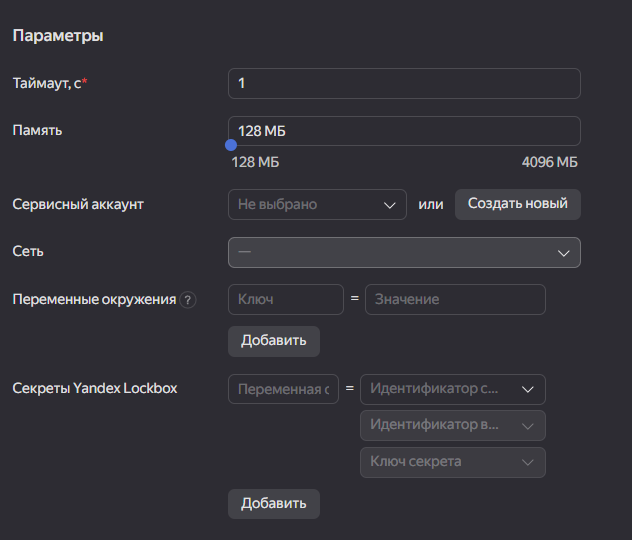 Параметры
Таймаут, с*
1
Память
128 МБ
128 МБ 4096 МБ
Сервисный аккаунт
Не выбрано
или
Создать новый
Сеть
—
Переменные окружения ?
Ключ = Значение
Добавить
Секреты Yandex Lockbox
Переменная о = Идентификатор с...
Идентификатор в...
Ключ секрета
Добавить